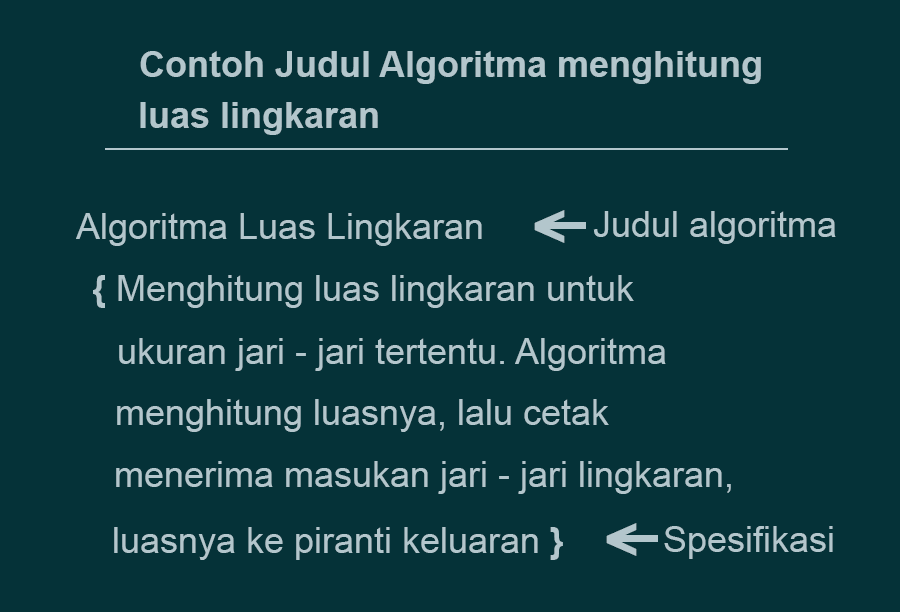 Contoh Judul Algoritma menghitung
luas lingkaran
Algoritma Luas Lingkaran ← Judul algoritma
{ Menghitung luas lingkaran untuk
ukuran jari - jari tertentu. Algoritma
menghitung luasnya, lalu cetak
menerima masukan jari - jari lingkaran,
luasnya ke piranti keluaran } ← Spesifikasi